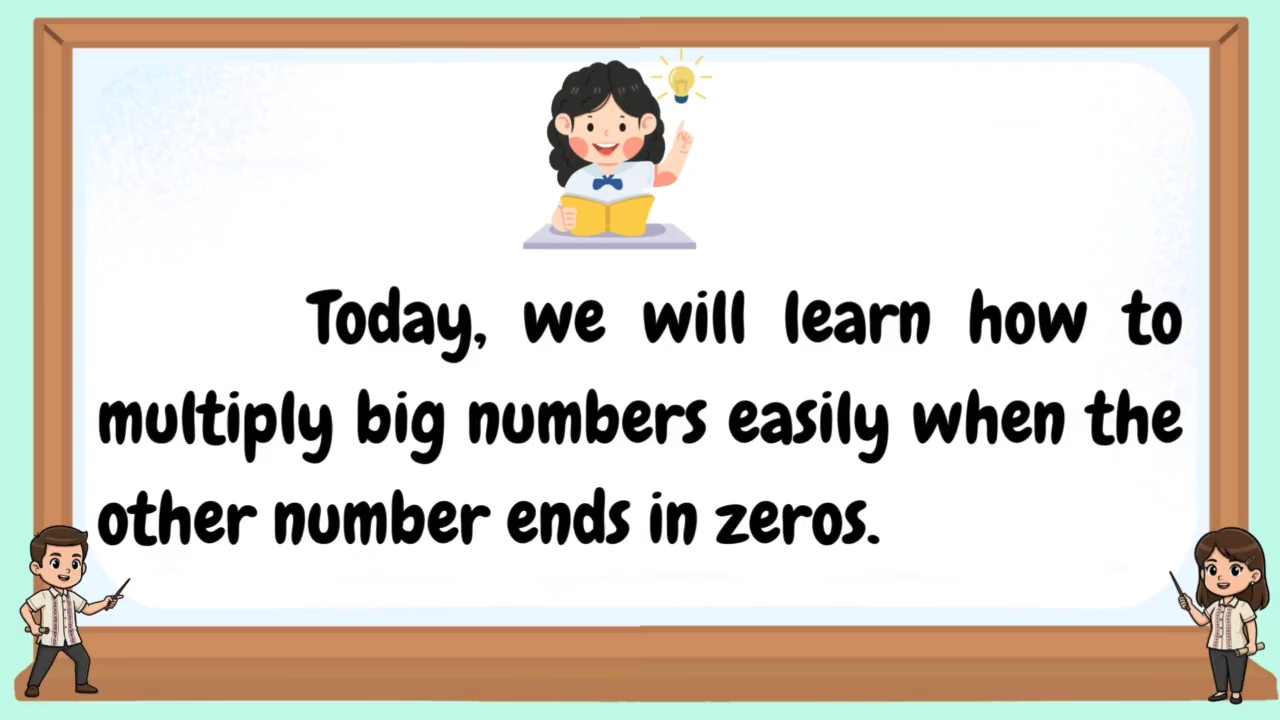 Today, we will learn how to
multiply big numbers easily when the
other number ends in zeros.